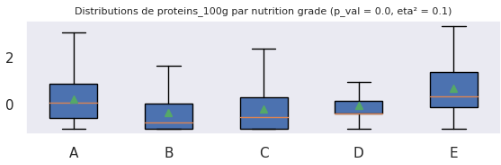 Distributions de proteins_100g par nutrition grade (p_val = 0.0, eta² = 0.1)
2
0
A B C D E